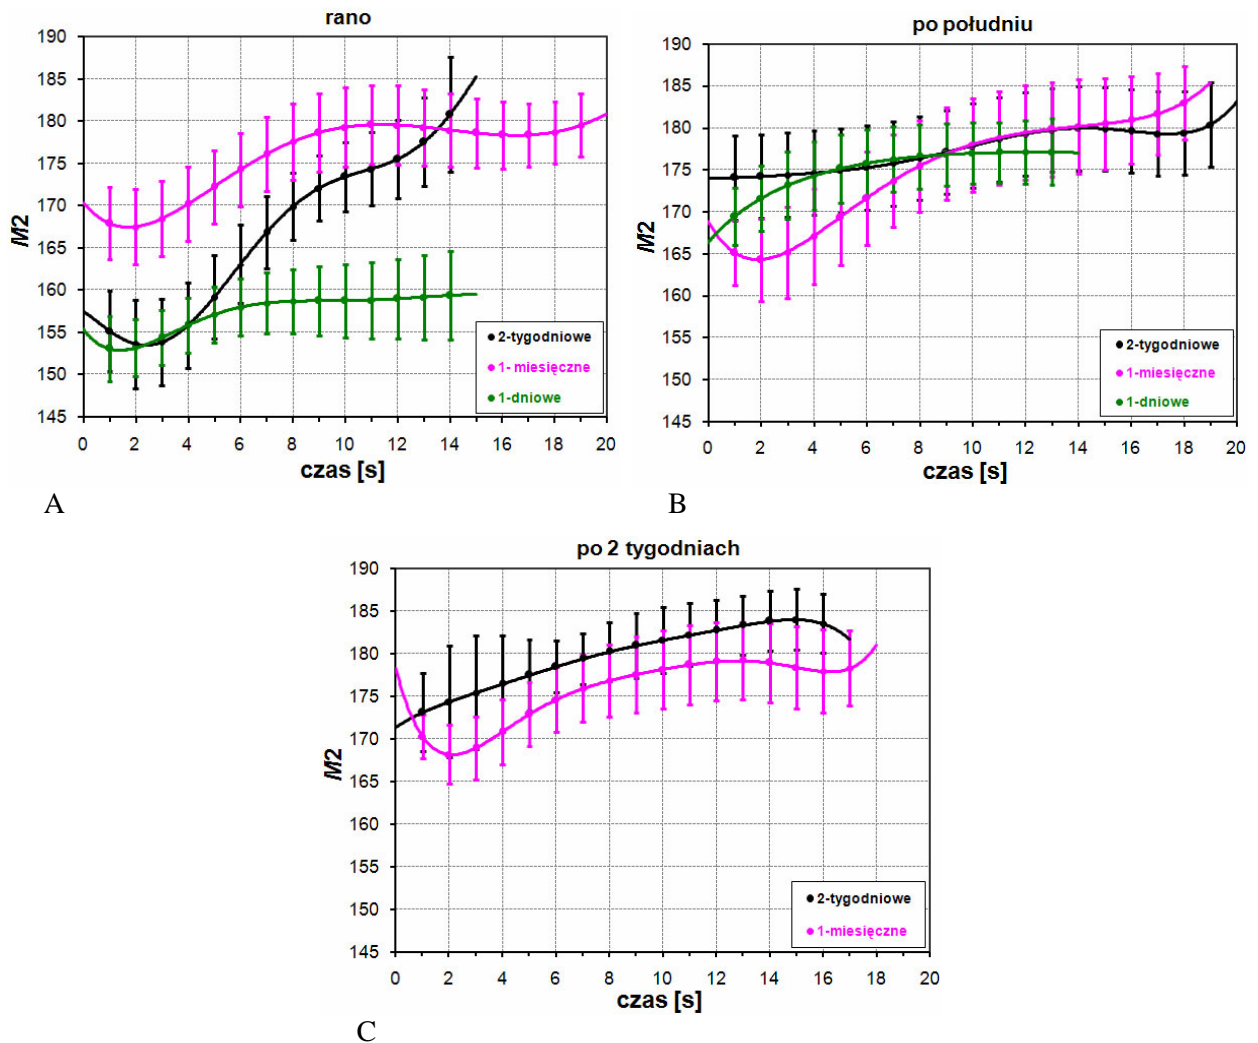 rano
190
185
180
175
170
165
160
155
150
145
M2
0 2 4 6 8 10 12 14 16 18 20
czas [s]
2-tygodniowe
1- miesięczne
1-dniowe
A
po południu
190
185
180
175
170
165
160
155
150
145
M2
0 2 4 6 8 10 12 14 16 18 20
czas [s]
2-tygodniowe
1-miesięczne
1-dniowe
B
po 2 tygodniach
190
185
180
175
170
165
160
155
150
145
M2
0 2 4 6 8 10 12 14 16 18 20
czas [s]
2-tygodniowe
1-miesięczne
C